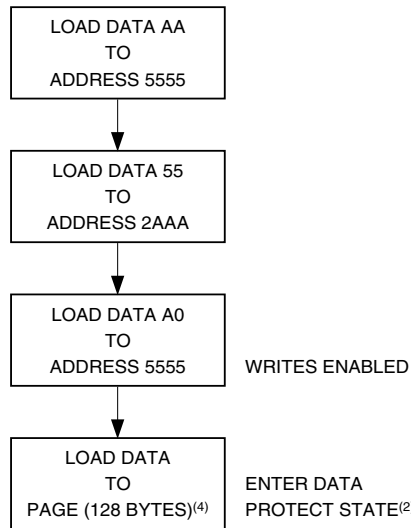 LOAD DATA AA
TO
ADDRESS 5555
LOAD DATA 55
TO
ADDRESS 2AAA
LOAD DATA A0
TO
ADDRESS 5555
WRITES ENABLED
LOAD DATA
TO
PAGE (128 BYTES)(4)
ENTER DATA
PROTECT STATE(2